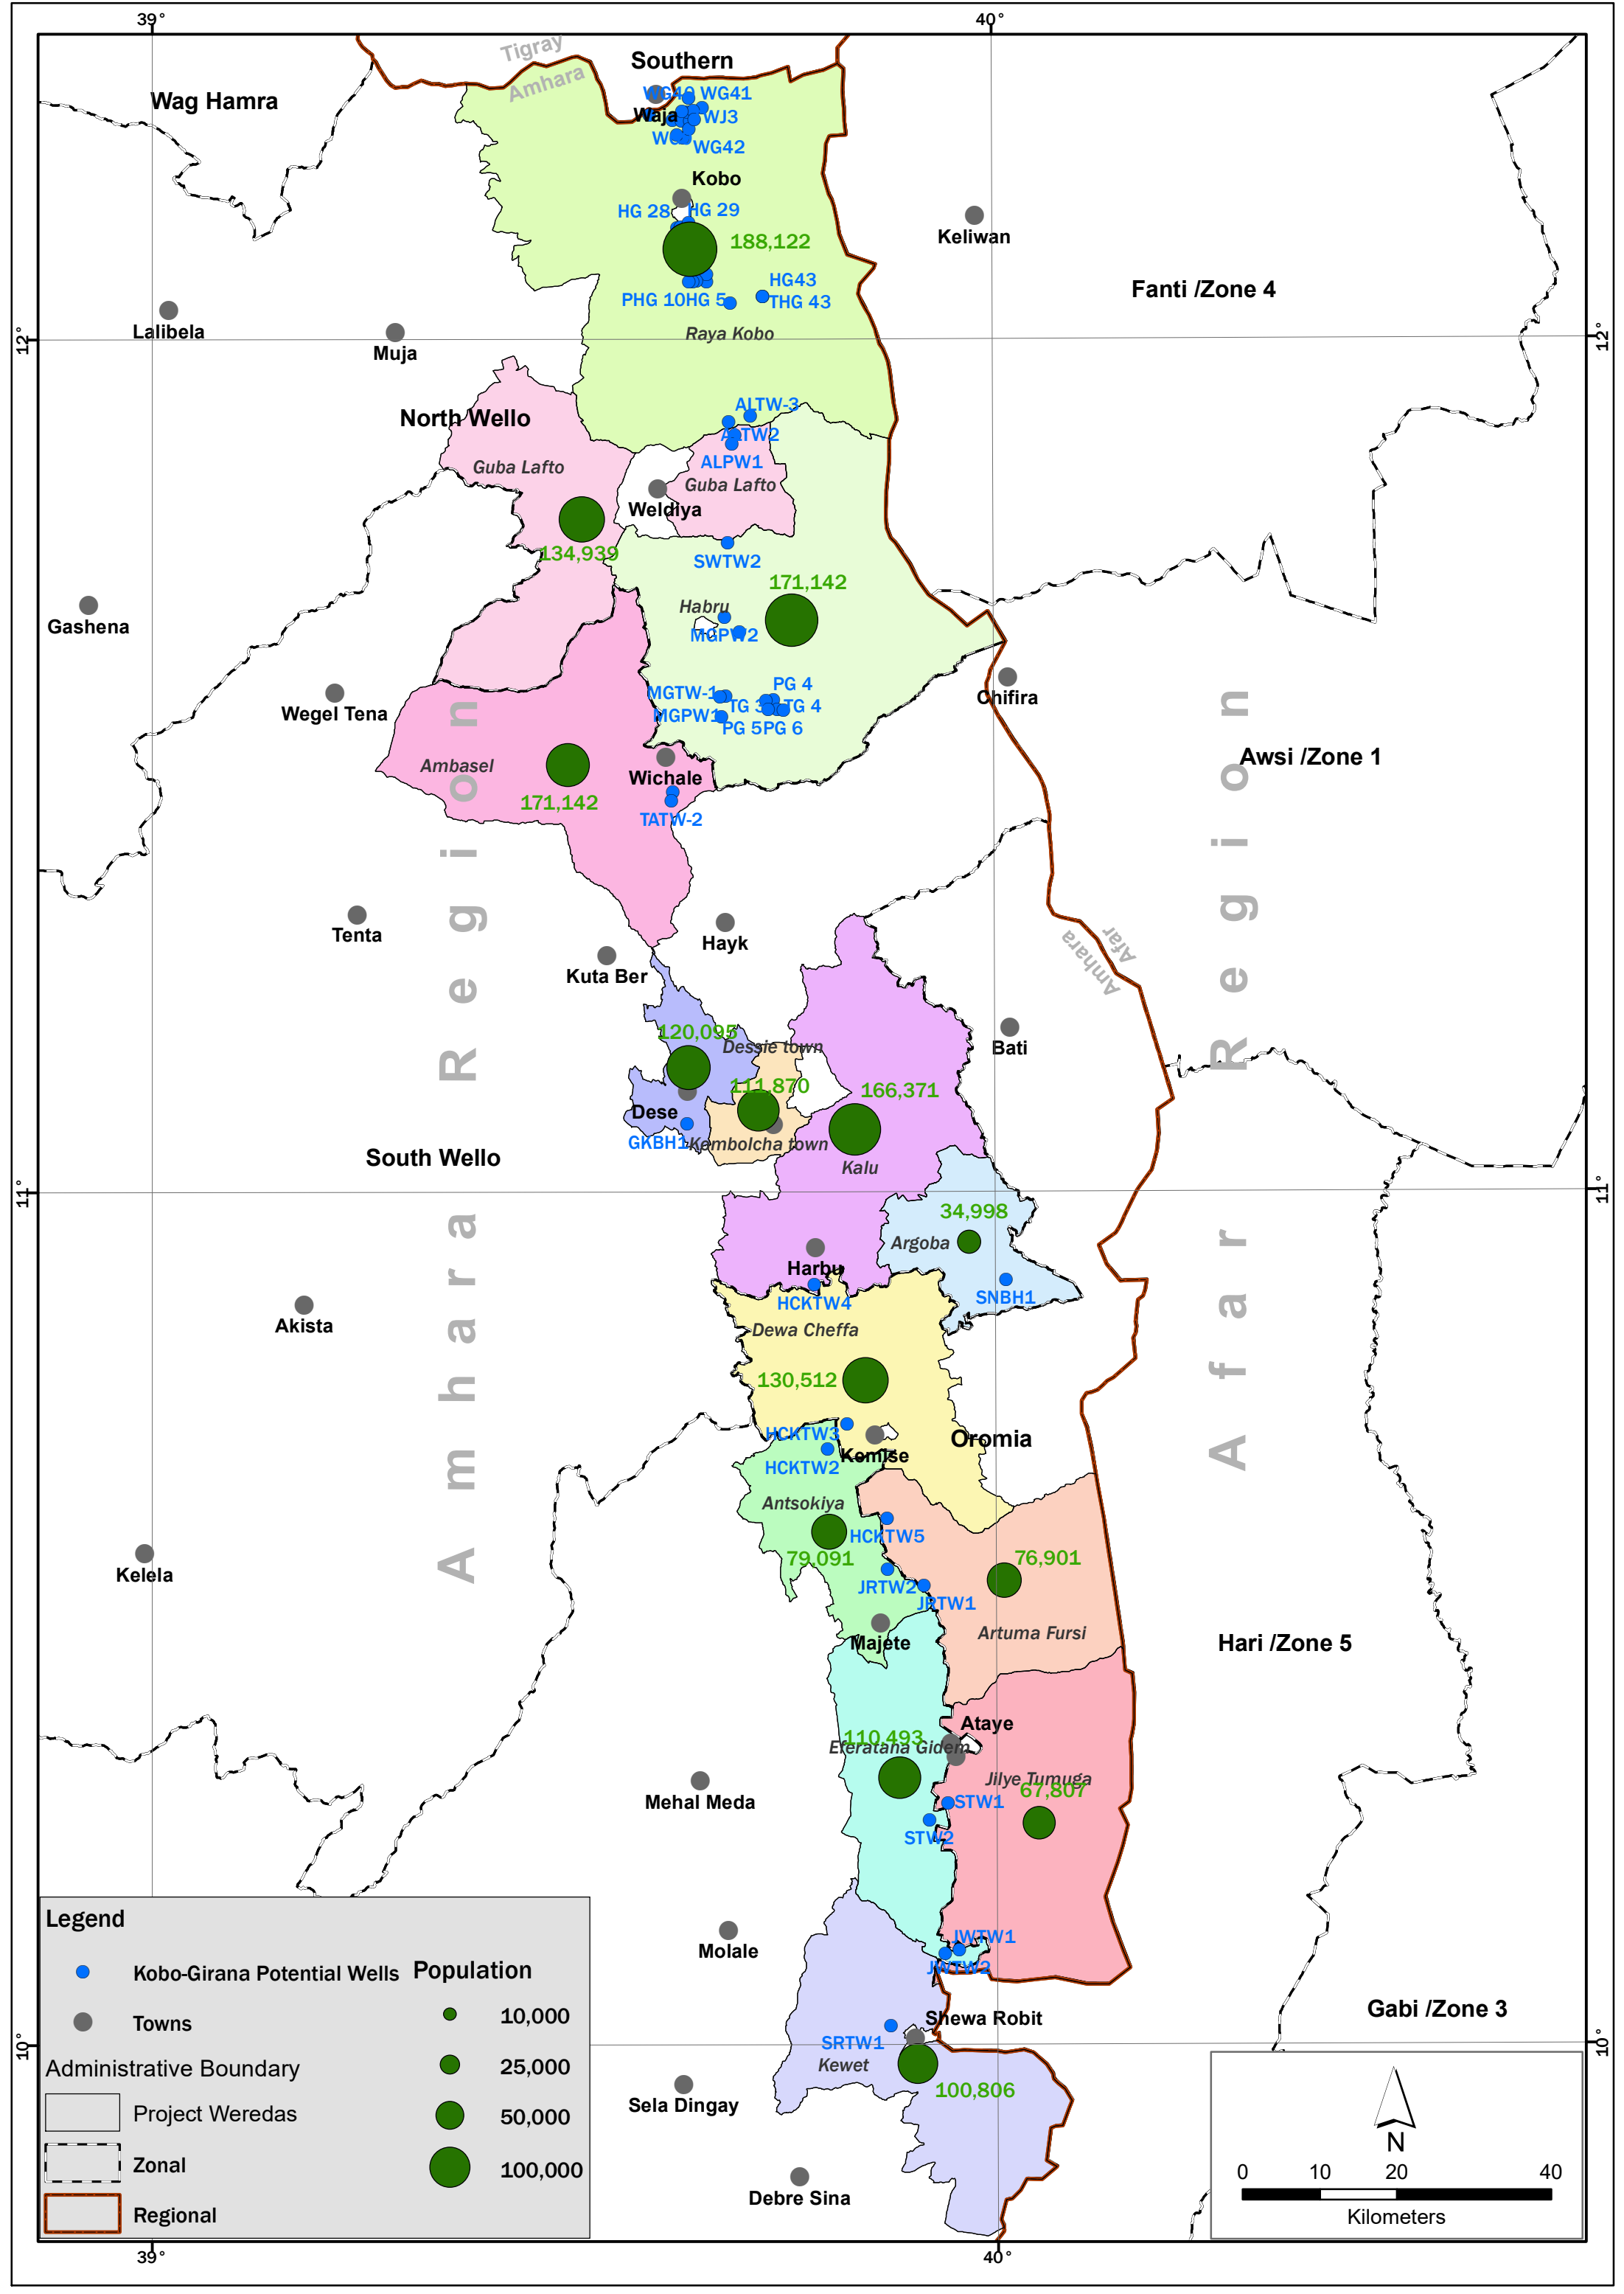 39°
40°
Tigray
Amhara
Southern
Wag Hamra
WG40 WG41
Waja
WJ3
WG42
Kobo
HG 28
HG 29
Keliwan
188,122
HG43
Fanti /Zone 4
PHG 10
HG 5
THG 43
Lalibela
Raya Kobo
12°
12°
Muja
ALTW-3
North Wello
ALTW2
Guba Lafto
ALPW1
Guba Lafto
Weldiya
134,939
SWTW2
171,142
Habru
Gashena
MGPW2
Chifira
PG 4
MGTW-1
TG 3
TG 4
Wegel Tena
MGPW1
PG 5
PG 6
Awsi /Zone 1
Ambasel
Wichale
171,142
TATW-2
Tenta
Hayk
Afar
Amhara
Kuta Ber
120,095
Dessie town
Bati
111,870
166,371
Dese
GKBH1
Kombolcha town
South Wello
Kalu
11°
11°
34,998
Argoba
Harbu
SNBH1
HCKTW4
Akista
Dewa Cheffa
130,512
HCKTW3
Oromia
Kemise
HCKTW2
Antsokiya
HCKTW5
79,091
76,901
Kelela
JRTW2
JRTW1
Artuma Fursi
Majete
Hari /Zone 5
Amhara Region
Afar Region
Ataye
110,493
Eferatana Gidem
Jilye Tumuga
67,807
Mehal Meda
STW1
STW2
Molale
JWTW1
JWTW2
Shewa Robit
Gabi /Zone 3
SRTW1
10°
10°
Kewet
100,806
Sela Dingay
Debre Sina
Legend
Kobo-Girana Potential Wells
Towns
Administrative Boundary
Project Weredas
Zonal
Regional
Population
10,000
25,000
50,000
100,000
N
0 10 20 40
Kilometers
39°
40°